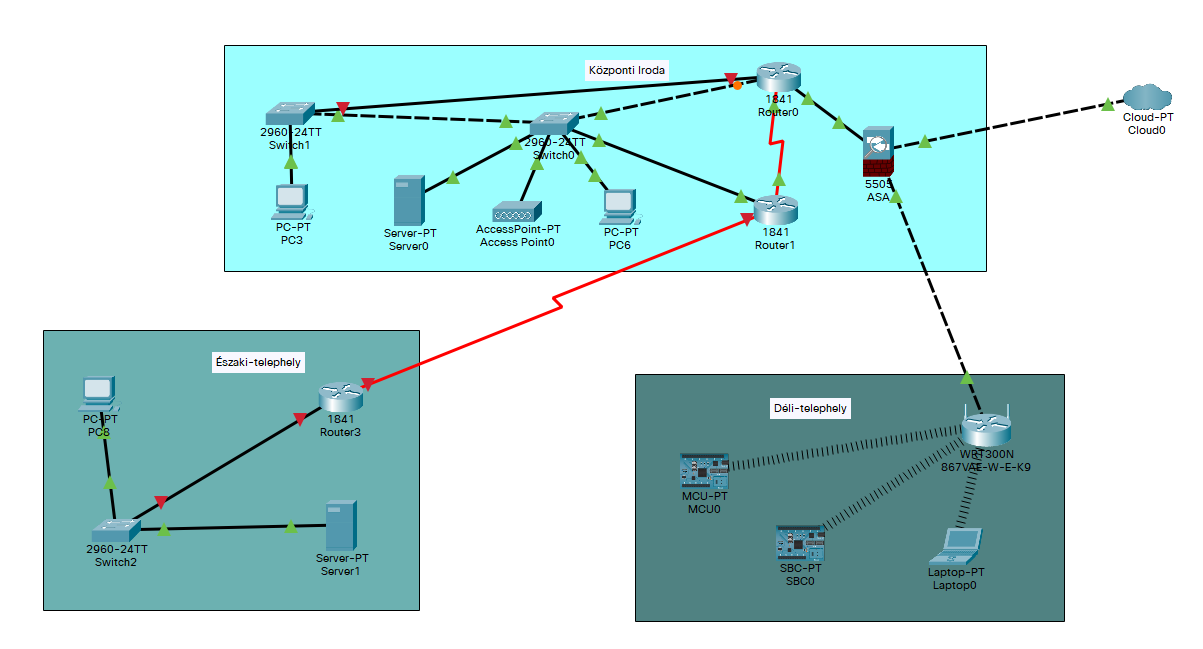 Központi Iroda
1841
Router0
Cloud-PT
Cloud0
2960-24TT
Switch1
2960-24TT
Switch0
5505
ASA
PC-PT
PC3
Server-PT
Server0
AccessPoint-PT
Access Point0
PC-PT
PC6
1841
Router1
Északi-telephely
PC-PT
PC8
1841
Router3
2960-24TT
Switch2
Server-PT
Server1
Déli-telephely
WRT300N
867VAE-W-E-K9
MCU-PT
MCU0
SBC-PT
SBC0
Laptop-PT
Laptop0